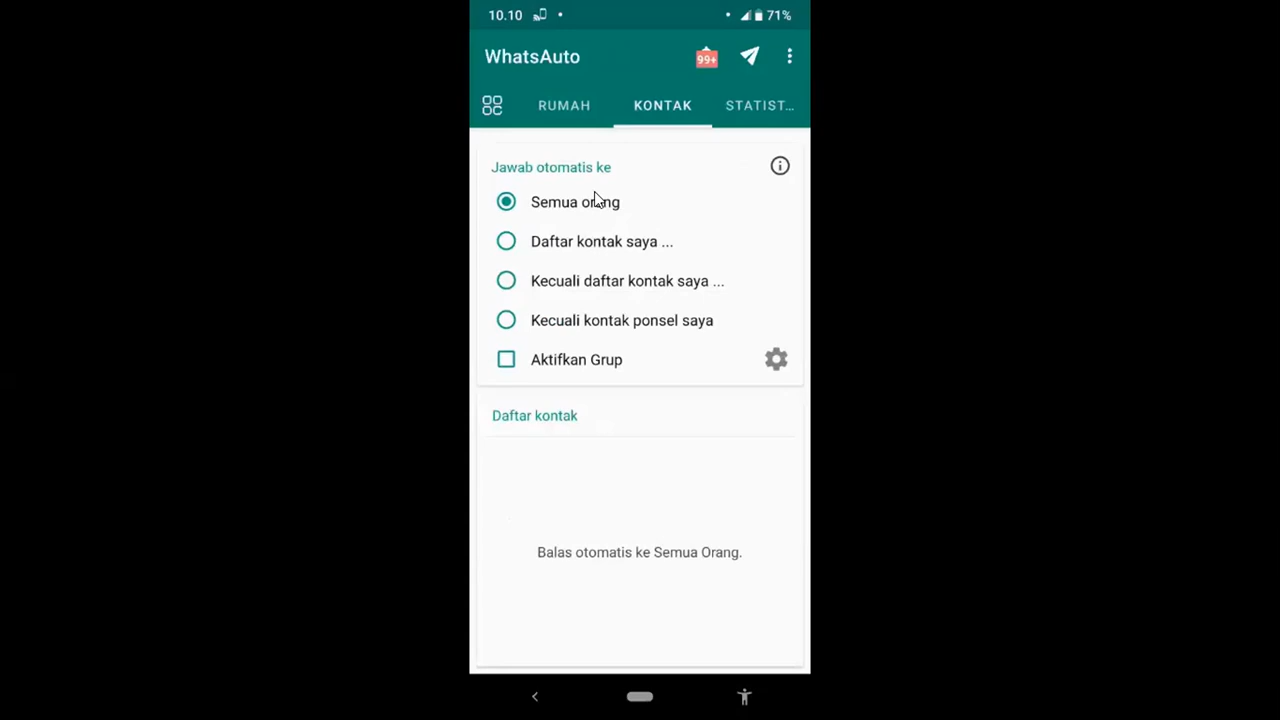 10.10
71%
WhatsAuto
99+
RUMAH
KONTAK
STATIST...
Jawab otomatis ke
Semua orang
Daftar kontak saya ...
Kecuali daftar kontak saya ...
Kecuali kontak ponsel saya
Aktifkan Grup
Daftar kontak
Balas otomatis ke Semua Orang.